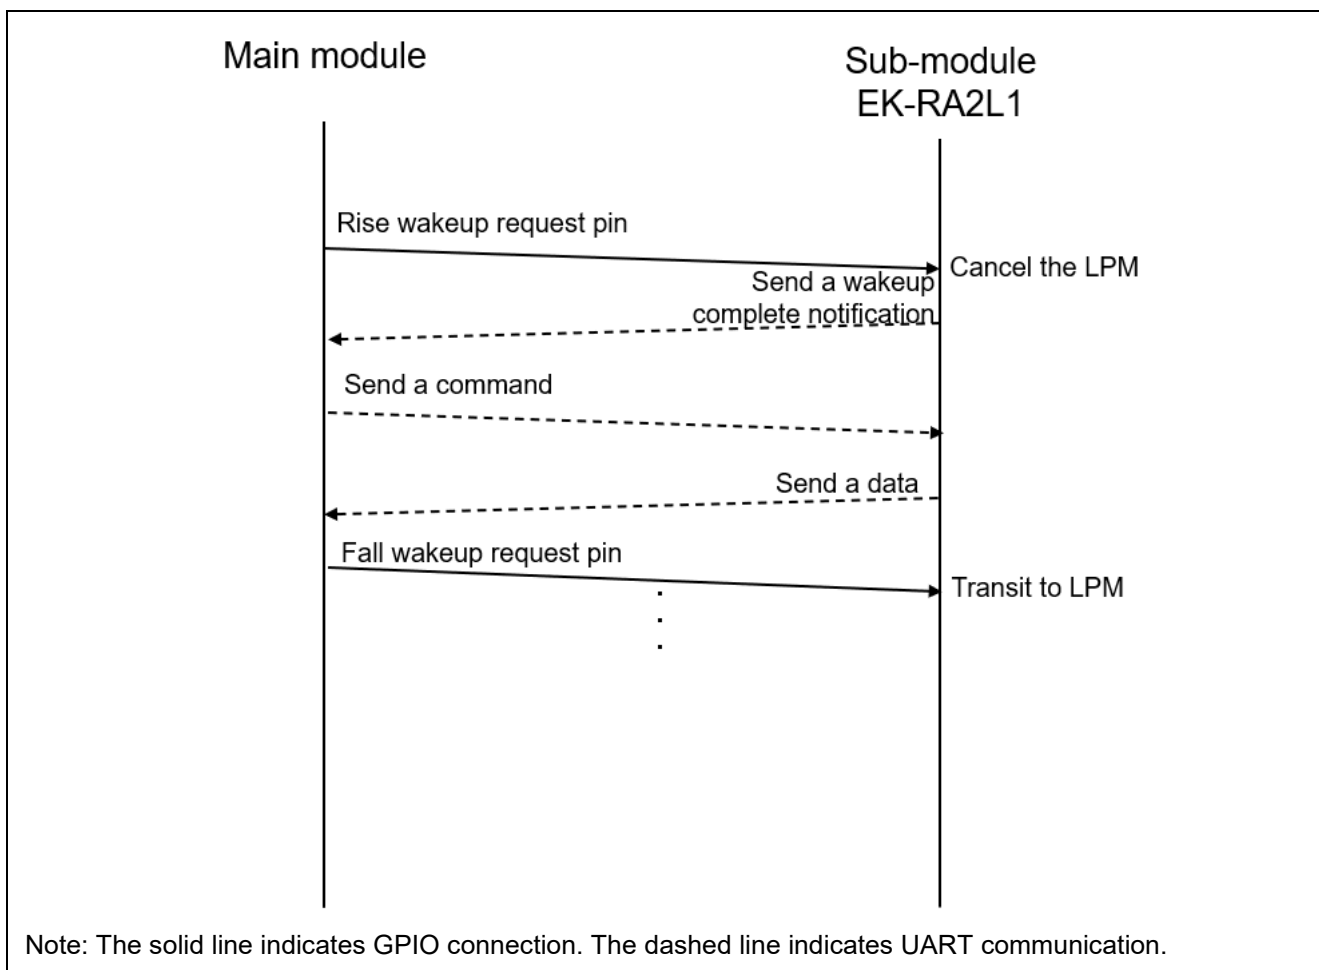 Main module
Sub-module
EK-RA2L1
Rise wakeup request pin
Cancel the LPM
Send a wakeup
complete notification
Send a command
Send a data
Fall wakeup request pin
Transit to LPM
Note: The solid line indicates GPIO connection. The dashed line indicates UART communication.